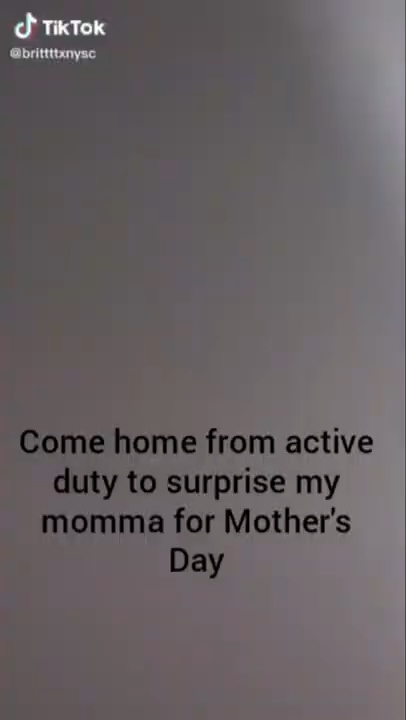 TikTok
@brittttxnysc
Come home from active
duty to surprise my
momma for Mother's
Day